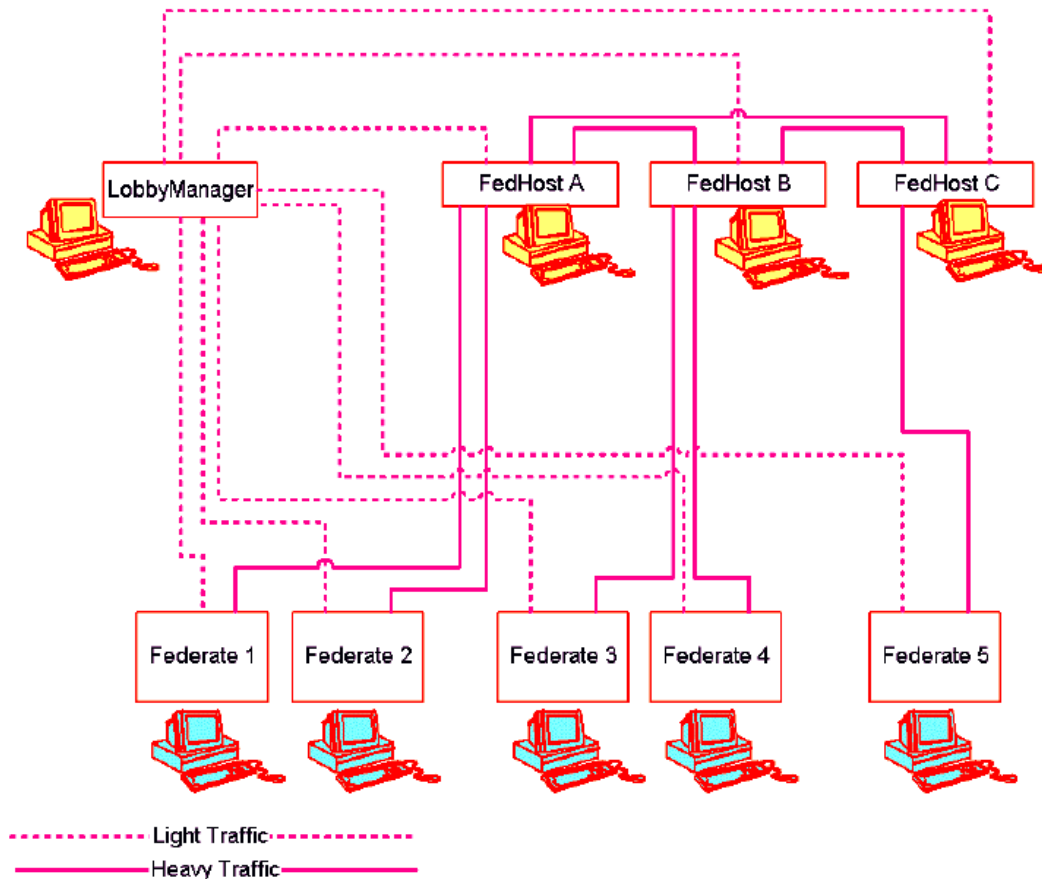 LobbyManager
FedHost A
FedHost B
FedHost C
Federate 1
Federate 2
Federate 3
Federate 4
Federate 5
Light Traffic
Heavy Traffic